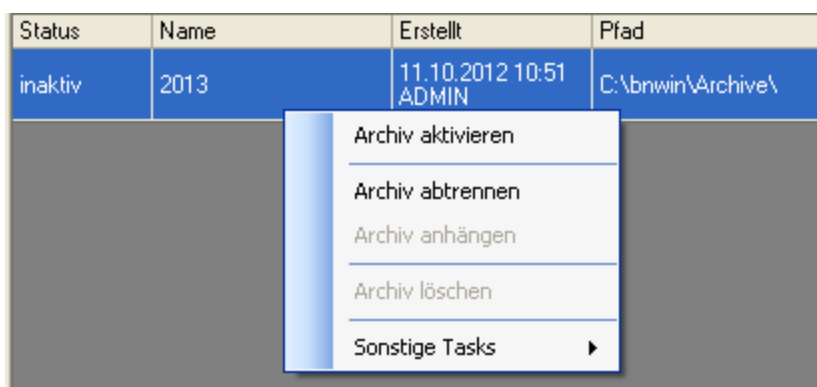 Status Name Erstellt Pfad
inaktiv 2013 11.10.2012 10:51 C:\bnwin\Archive\
ADMIN
Archiv aktivieren
Archiv abtrennen
Archiv anhängen
Archiv löschen
Sonstige Tasks